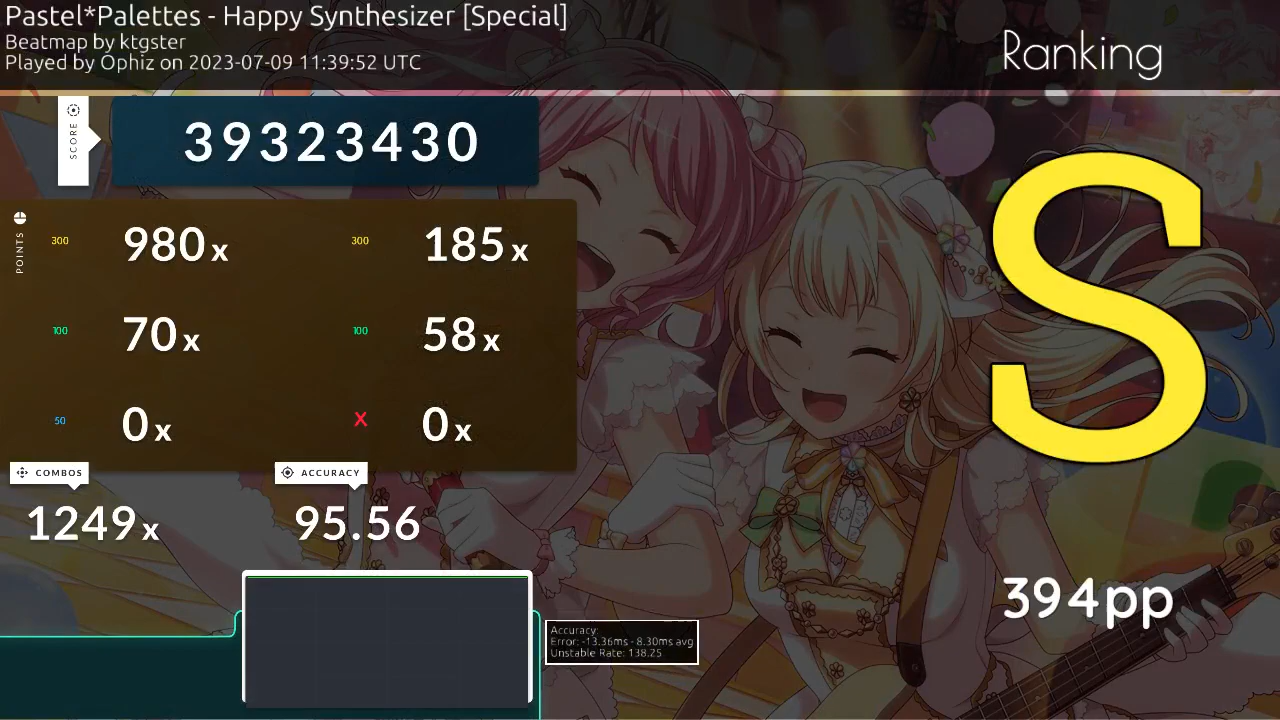 Pastel*Palettes - Happy Synthesizer [Special]
Beatmap by ktgster
Played by Ophiz on 2023-07-09 11:39:52 UTC
Ranking
SCORE
39323430
POINTS
300 980x 300 185x
100 70x 100 58x
50 0x X 0x
COMBOS ACCURACY
1249x 95.56
S
394pp
Accuracy:
Error: -13.36ms - 8.30ms avg
Unstable Rate: 138.25